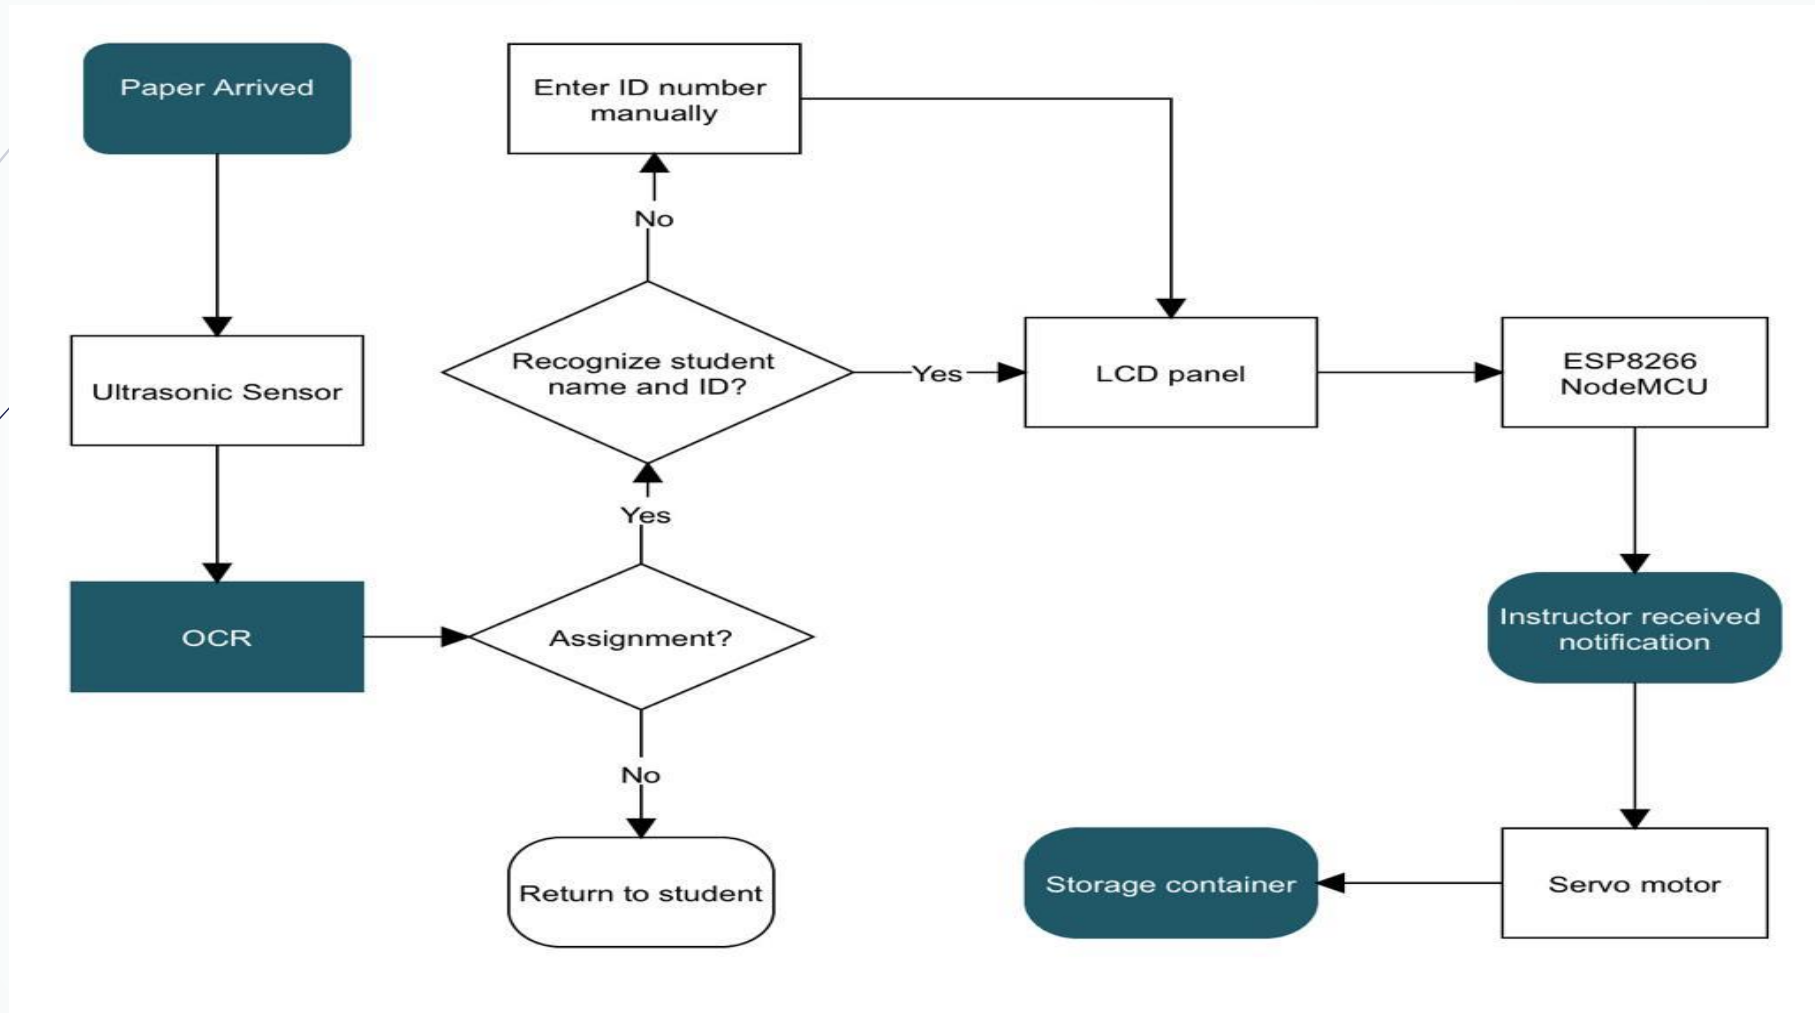 Paper Arrived
Ultrasonic Sensor
OCR
Assignment?
No
Return to student
Yes
Recognize student
name and ID?
No
Enter ID number
manually
Yes
LCD panel
ESP8266
NodeMCU
Instructor received
notification
Servo motor
Storage container